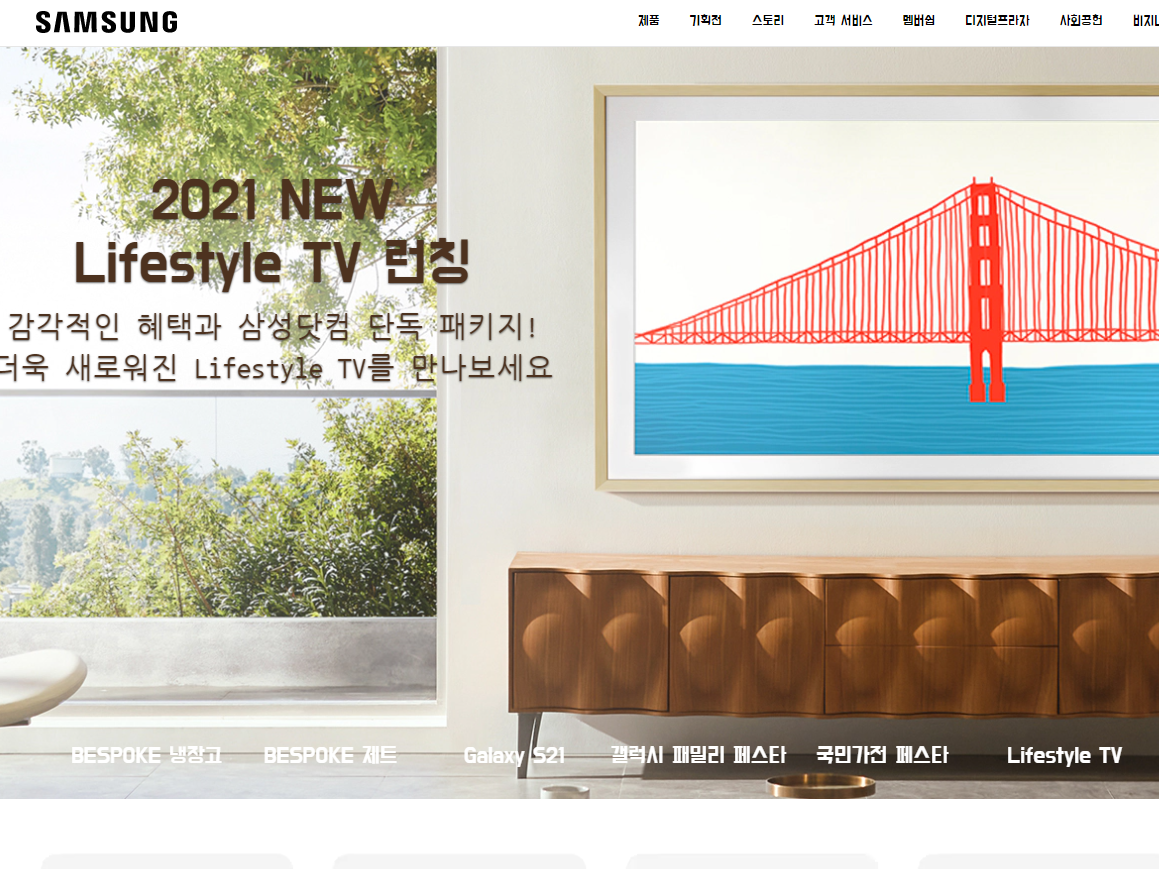 SAMSUNG
제품 기획전 스토리 고객 서비스 멤버쉽 디지털프라자 사회공헌
2021 NEW
Lifestyle TV 런칭
감각적인 혜택과 삼성닷컴 단독 패키지!
더욱 새로워진 Lifestyle TV를 만나보세요
BESPOKE 냉장고 BESPOKE 제트 Galaxy S21 갤럭시 패밀리 페스타 국민가전 페스타 Lifestyle TV